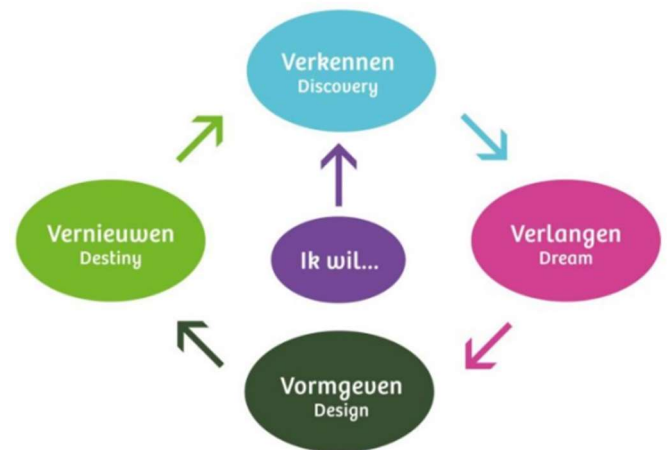 Verkennen
Discovery
Vernieuwen
Destiny
Ik wil...
Verlangen
Dream
Vormgeven
Design